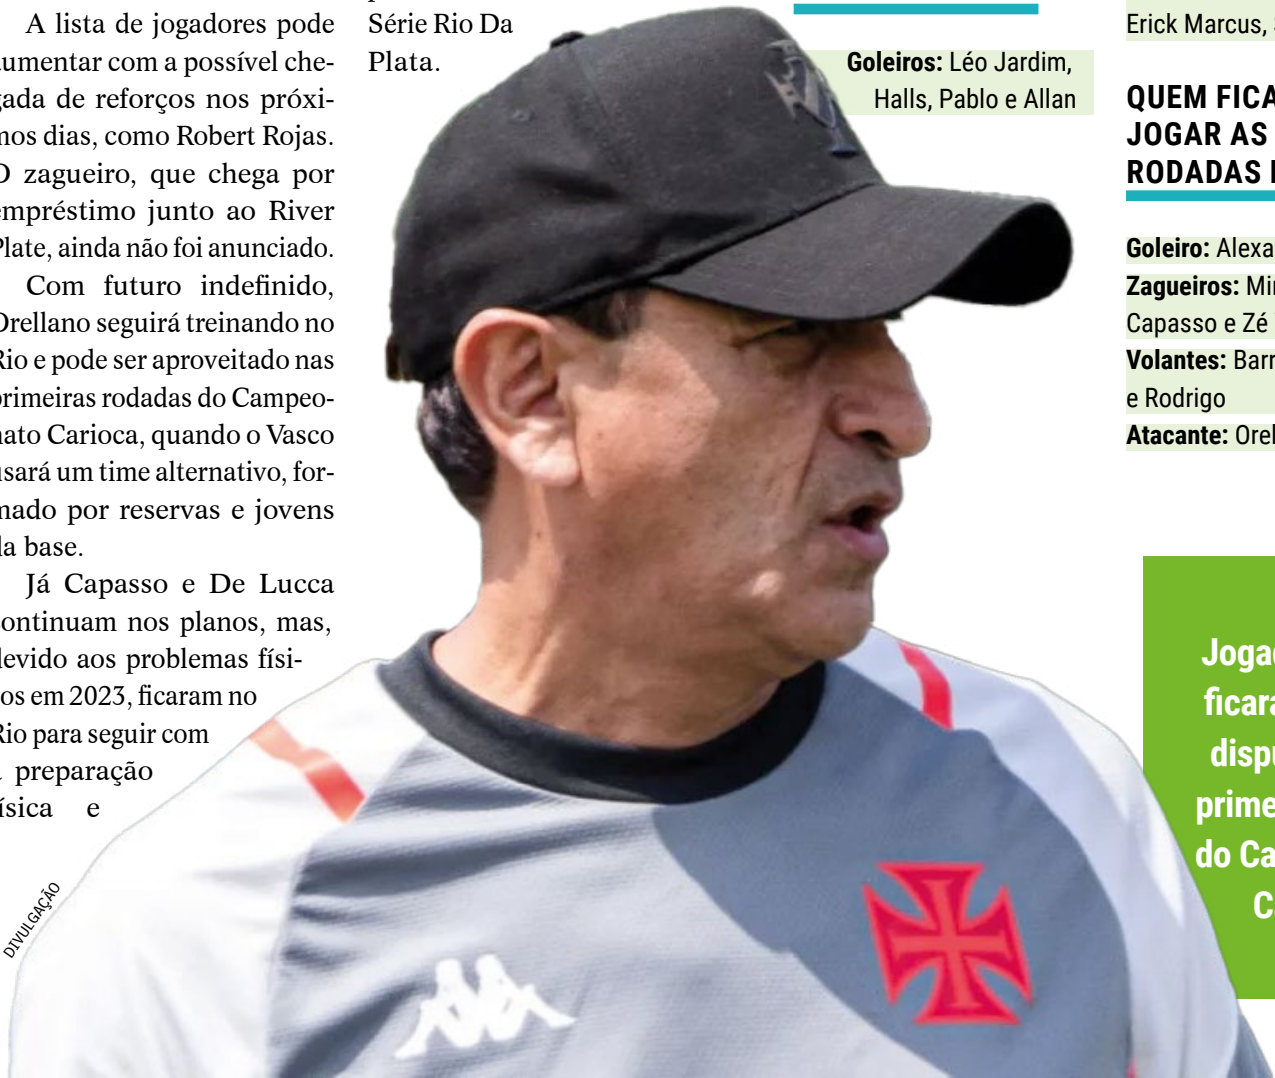 A lista de jogadores pode
aumentar com a possível che-
gada de reforços nos próxi-
mos dias, como Robert Rojas.
O zagueiro, que chega por
empréstimo junto ao River
Plate, ainda não foi anunciado.
Com futuro indefinido,
Orellano seguirá treinando no
Rio e pode ser aproveitado nas
primeiras rodadas do Campeo-
nato Carioca, quando o Vasco
usará um time alternativo, for-
mado por reservas e jovens
da base.
Já Capasso e De Lucca
continuam nos planos, mas,
devido aos problemas físi-
cos em 2023, ficaram no
Rio para seguir com
a preparação
física e
DIVULGAÇÃO
Série Rio Da
Plata.
Goleiros: Léo Jardim,
Halls, Pablo e Allan
Erick Marcus,
QUEM FICA
JOGAR AS
RODADAS
Goleiro: Alexa
Zagueiros: Mi
Capasso e Zé
Volantes: Barr
e Rodrigo
Atacante: Orel
Joga
ficar
disp
prime
do Ca
C